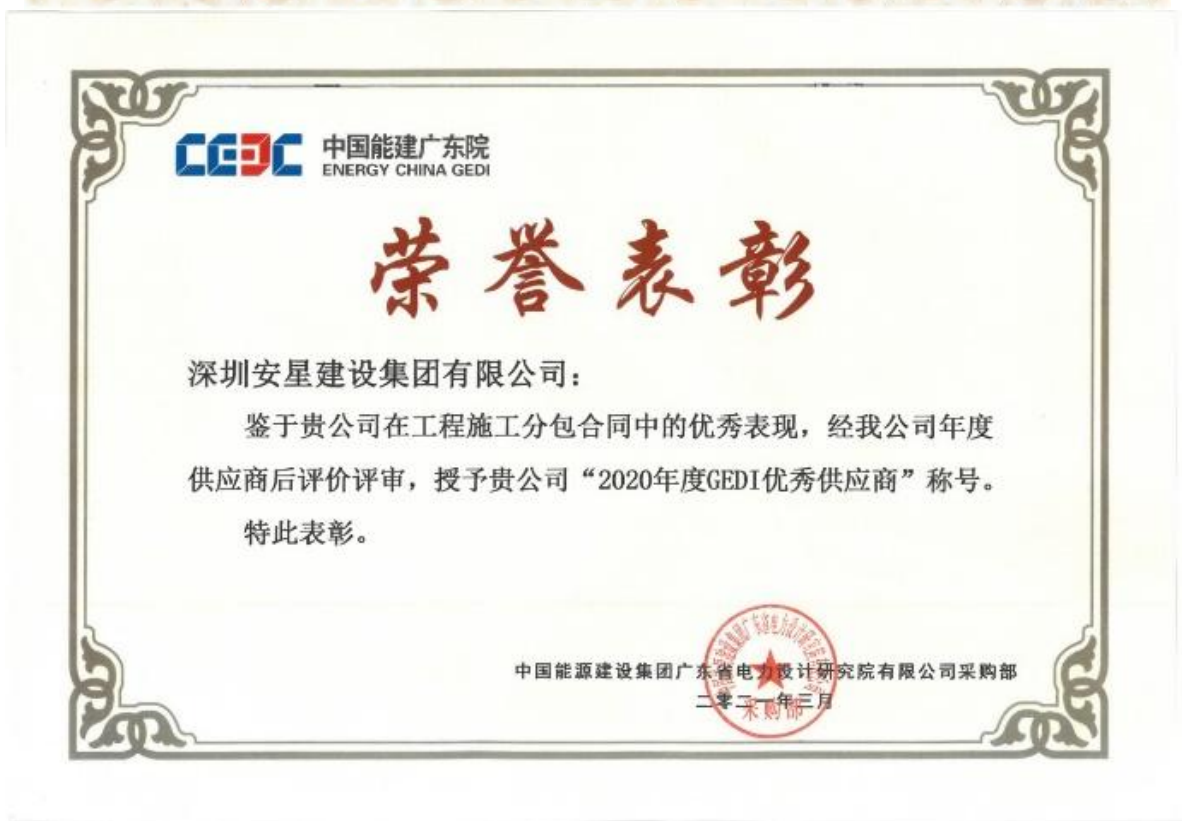 CEEC
中国能建广东院
ENERGY CHINA GEDI
荣誉表彰
深圳安星建设集团有限公司：
鉴于贵公司在工程施工分包合同中的优秀表现，经我公司年度
供应商后评价评审，授予贵公司“2020年度GEDI优秀供应商”称号。
特此表彰。
中国能源建设集团广东省电力设计研究院有限公司采购部
二零二一年三月
采购部